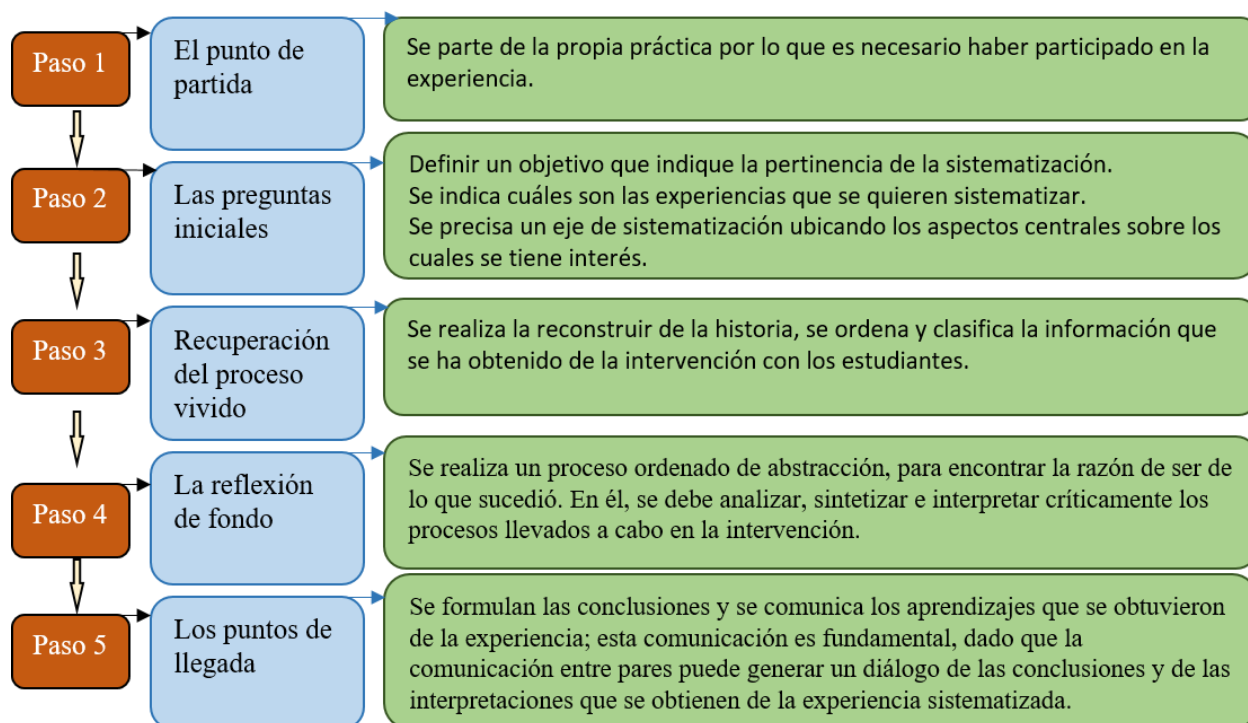 Paso 1
El punto de
partida
Se parte de la propia práctica por lo que es necesario haber participado en la
experiencia.
Paso 2
Las preguntas
iniciales
Definir un objetivo que indique la pertinencia de la sistematización.
Se indica cuáles son las experiencias que se quieren sistematizar.
Se precisa un eje de sistematización ubicando los aspectos centrales sobre los
cuales se tiene interés.
Paso 3
Recuperación
del proceso
vivido
Se realiza la reconstruir de la historia, se ordena y clasifica la información que
se ha obtenido de la intervención con los estudiantes.
Paso 4
La reflexión
de fondo
Se realiza un proceso ordenado de abstracción, para encontrar la razón de ser de
lo que sucedió. En él, se debe analizar, sintetizar e interpretar críticamente los
procesos llevados a cabo en la intervención.
Paso 5
Los puntos de
llegada
Se formulan las conclusiones y se comunica los aprendizajes que se obtuvieron
de la experiencia; esta comunicación es fundamental, dado que la
comunicación entre pares puede generar un diálogo de las conclusiones y de las
interpretaciones que se obtienen de la experiencia sistematizada.